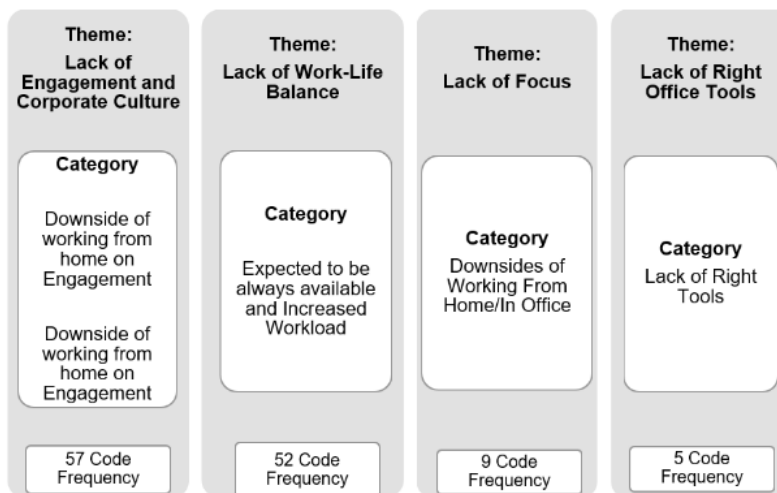 Theme:
Lack of
Engagement and
Corporate Culture
Category
Downside of
working from
home on
Engagement
Downside of
working from
home on
Engagement
57 Code
Frequency
Theme:
Lack of Work-Life
Balance
Category
Expected to be
always available
and Increased
Workload
52 Code
Frequency
Theme:
Lack of Focus
Category
Downsides of
Working From
Home/In Office
9 Code
Frequency
Theme:
Lack of Right
Office Tools
Category
Lack of Right
Tools
5 Code
Frequency